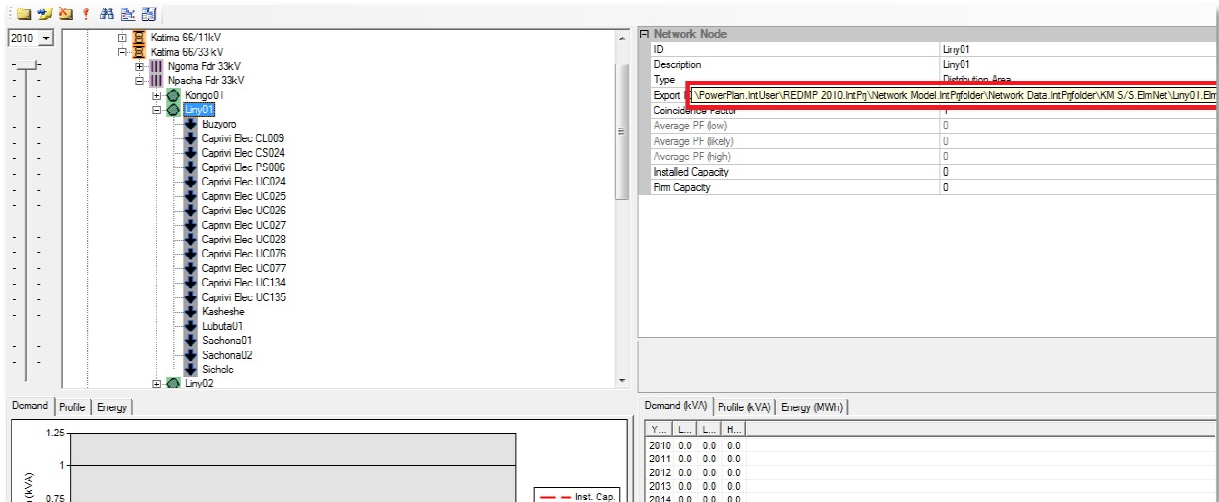 2010
Katima 66/11kV
Katima 66/33 kV
Ngoma Fdr 33kV
Npacha Fdr 33kV
Kongo01
Liny01
Buzyoro
Caprivi Elec CL009
Caprivi Elec CS024
Caprivi Elec PS006
Caprivi Elec UC024
Caprivi Elec UC025
Caprivi Elec UC026
Caprivi Elec UC027
Caprivi Elec UC028
Caprivi Elec UC076
Caprivi Elec UC077
Caprivi Elec UC134
Caprivi Elec UC135
Kasheshe
Lubuta01
Sachona01
Sachona02
Liny02
Network Node
ID Liny01
Description Liny01
Type Distribution Area
Export \PowerPlan.IntUser\REDMP 2010.IntPrj\Network Model.IntPrjfolder\Network Data.IntPrjfolder\KM S/S.ElmNet\Liny01.Elm
Coincidence Factor 1
Average PF (low) 0
Average PF (likely) 0
Average PF (high) 0
Installed Capacity 0
Firm Capacity 0
Demand Profile Energy
1.25
1
0.75
(kVA)
Inst. Cap.
Demand (kVA) Profile (kVA) Energy (MWh)
Y... L... L... H...
2010 0.0 0.0 0.0
2011 0.0 0.0 0.0
2012 0.0 0.0 0.0
2013 0.0 0.0 0.0
2014 0.0 0.0 0.0